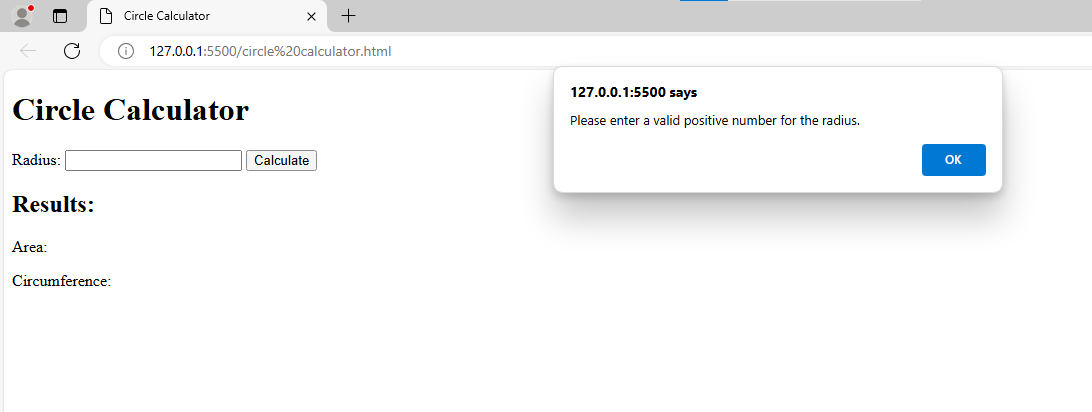 Circle Calculator
127.0.0.1:5500/circle%20calculator.html
127.0.0.1:5500 says
Please enter a valid positive number for the radius.
OK
Circle Calculator
Radius: Calculate
Results:
Area:
Circumference: